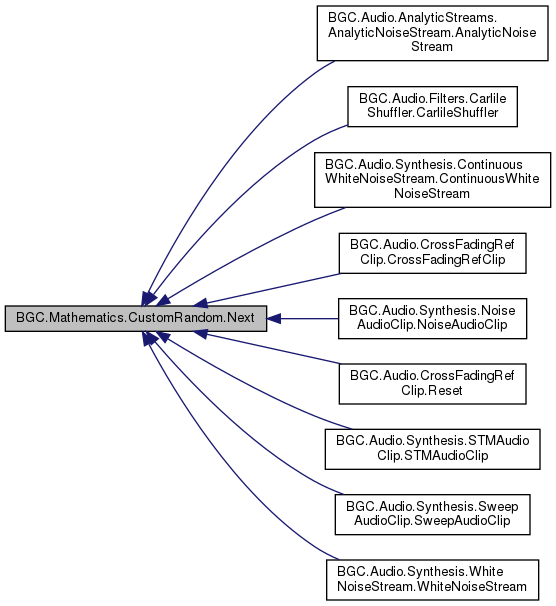 BGC.Audio.AnalyticStreams.
AnalyticNoiseStream.AnalyticNoise
Stream
BGC.Audio.Filters.Carlile
Shuffler.CarlileShuffler
BGC.Audio.Synthesis.Continuous
WhiteNoiseStream.ContinuousWhite
NoiseStream
BGC.Audio.CrossFadingRef
Clip.CrossFadingRefClip
BGC.Mathematics.CustomRandom.Next
BGC.Audio.Synthesis.Noise
AudioClip.NoiseAudioClip
BGC.Audio.CrossFadingRef
Clip.Reset
BGC.Audio.Synthesis.STMAudio
Clip.STMAudioClip
BGC.Audio.Synthesis.Sweep
AudioClip.SweepAudioClip
BGC.Audio.Synthesis.White
NoiseStream.WhiteNoiseStream